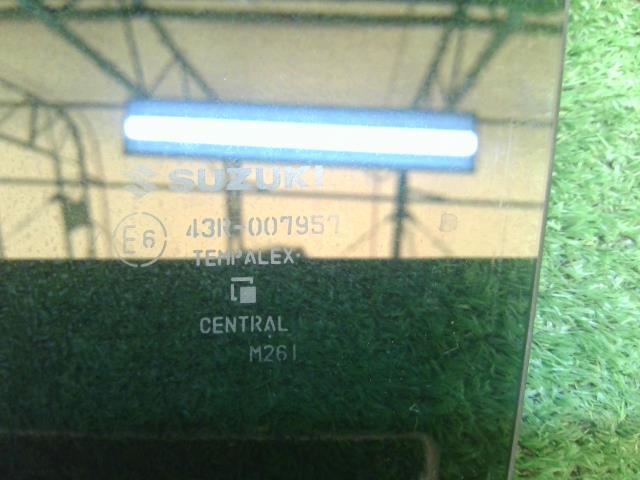 SUZUKI
E6 43R-007957
TEMPALEX
CENTRAL
M261